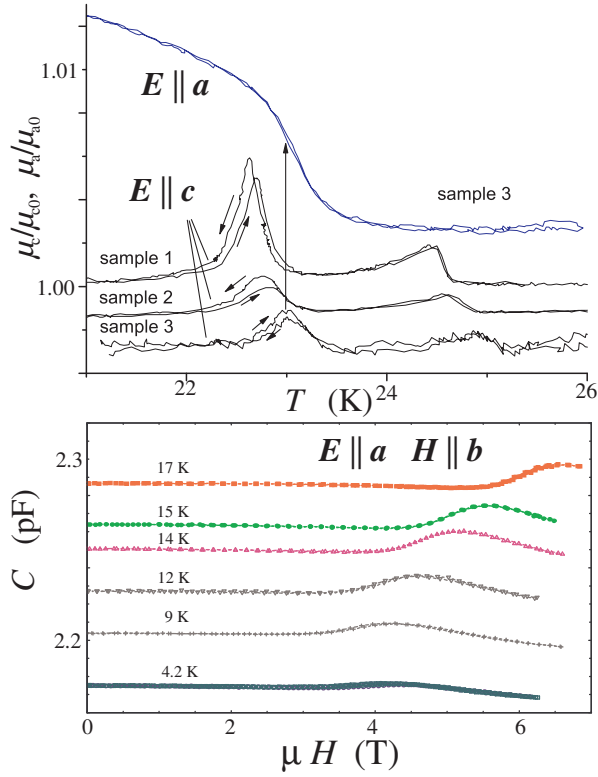 μc/μc0, μa/μa0
1.01
1.00
E || a
E || c
sample 3
sample 1
sample 2
sample 3
22
24
26
T (K)
E || a H || b
C (pF)
2.3
2.2
17 K
15 K
14 K
12 K
9 K
4.2 K
0
2
4
6
μ H (T)